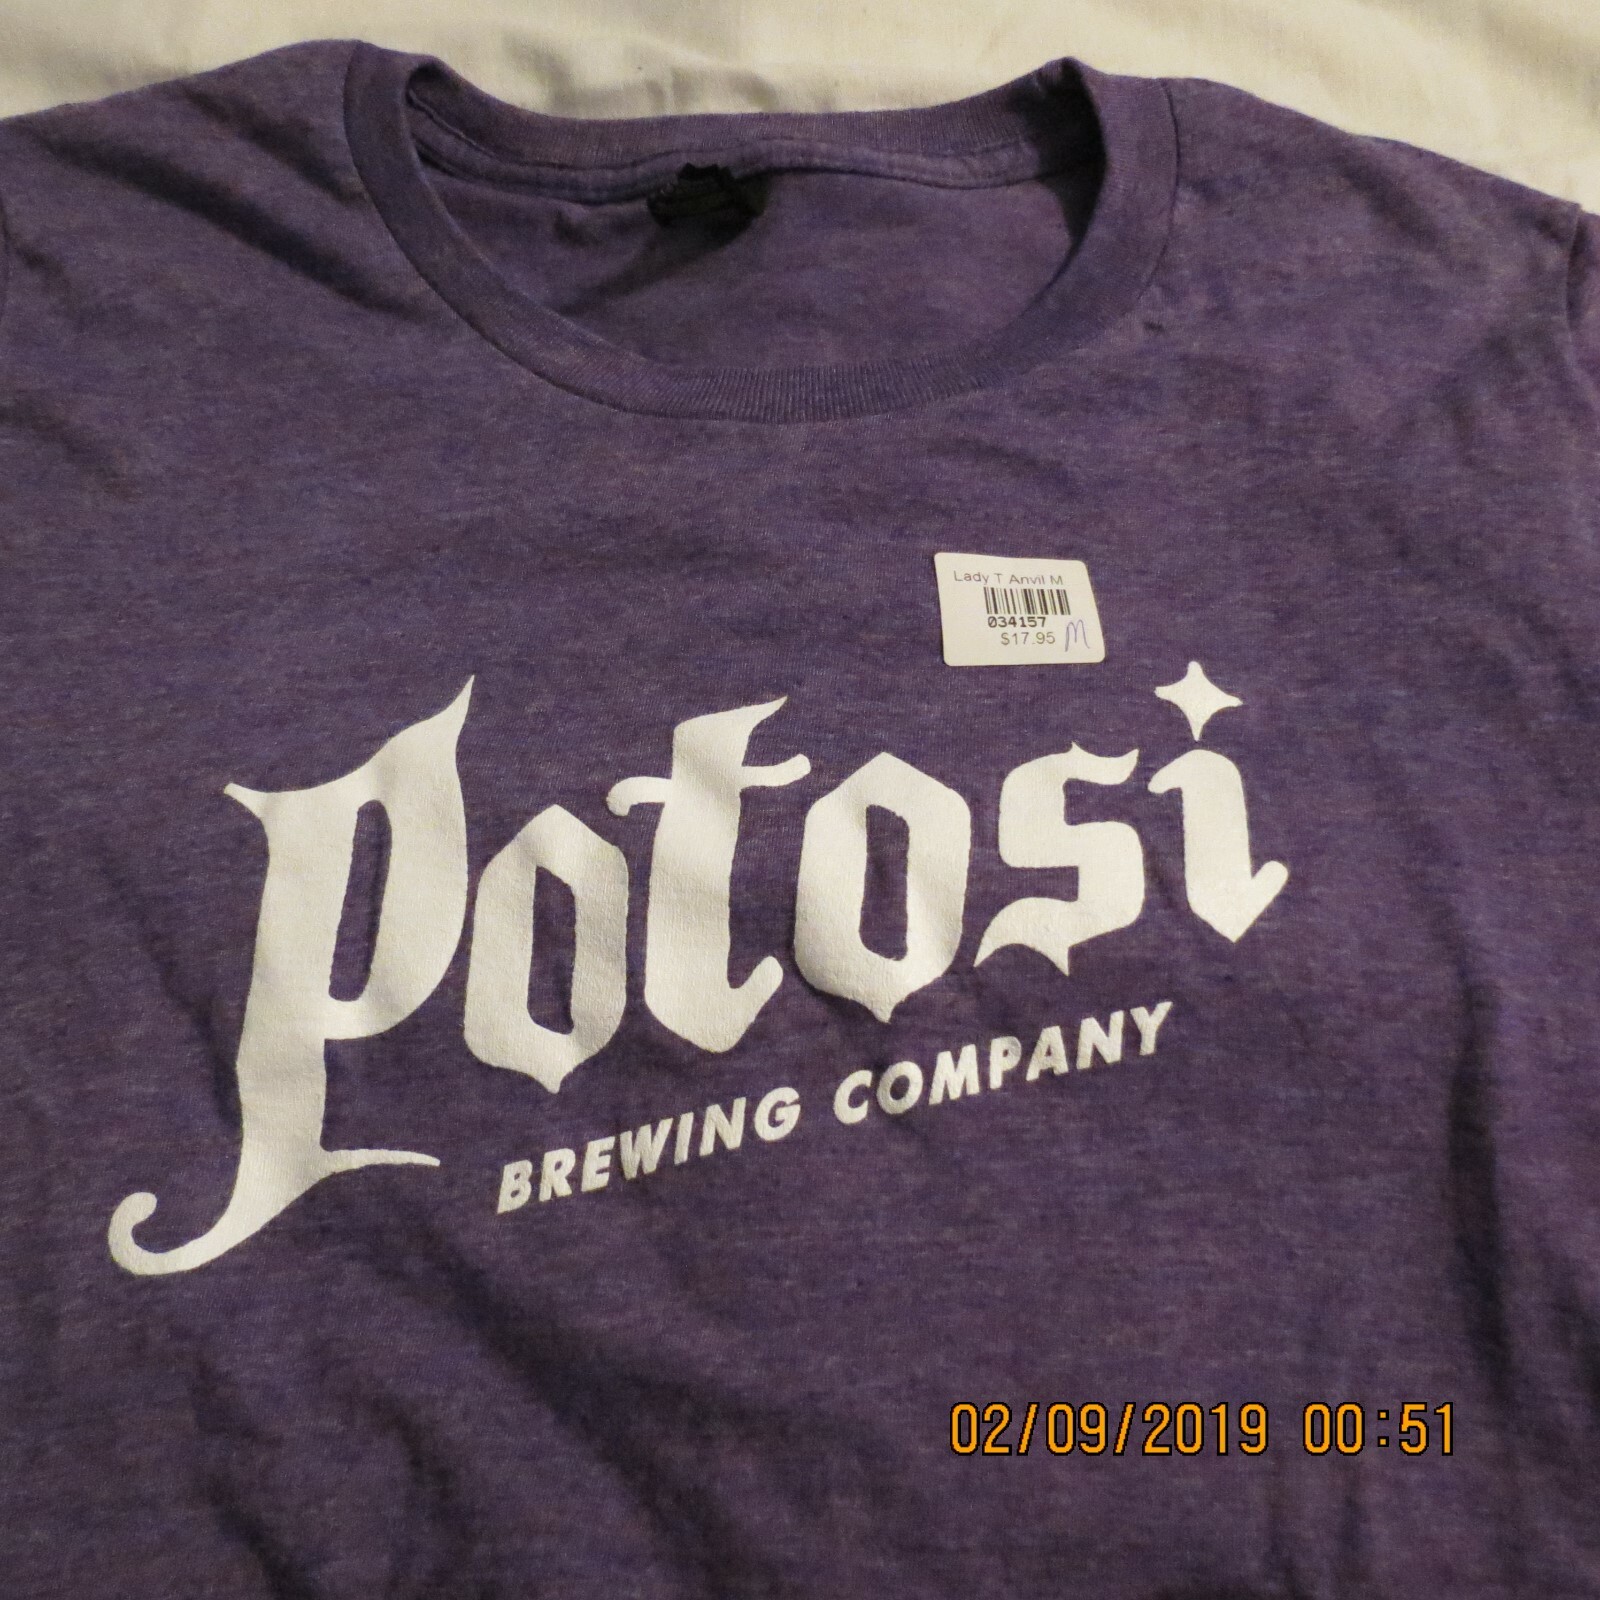 Lady T Anvil M
034157
$17.95 M
Potosi
BREWING COMPANY
02/09/2019 00:51